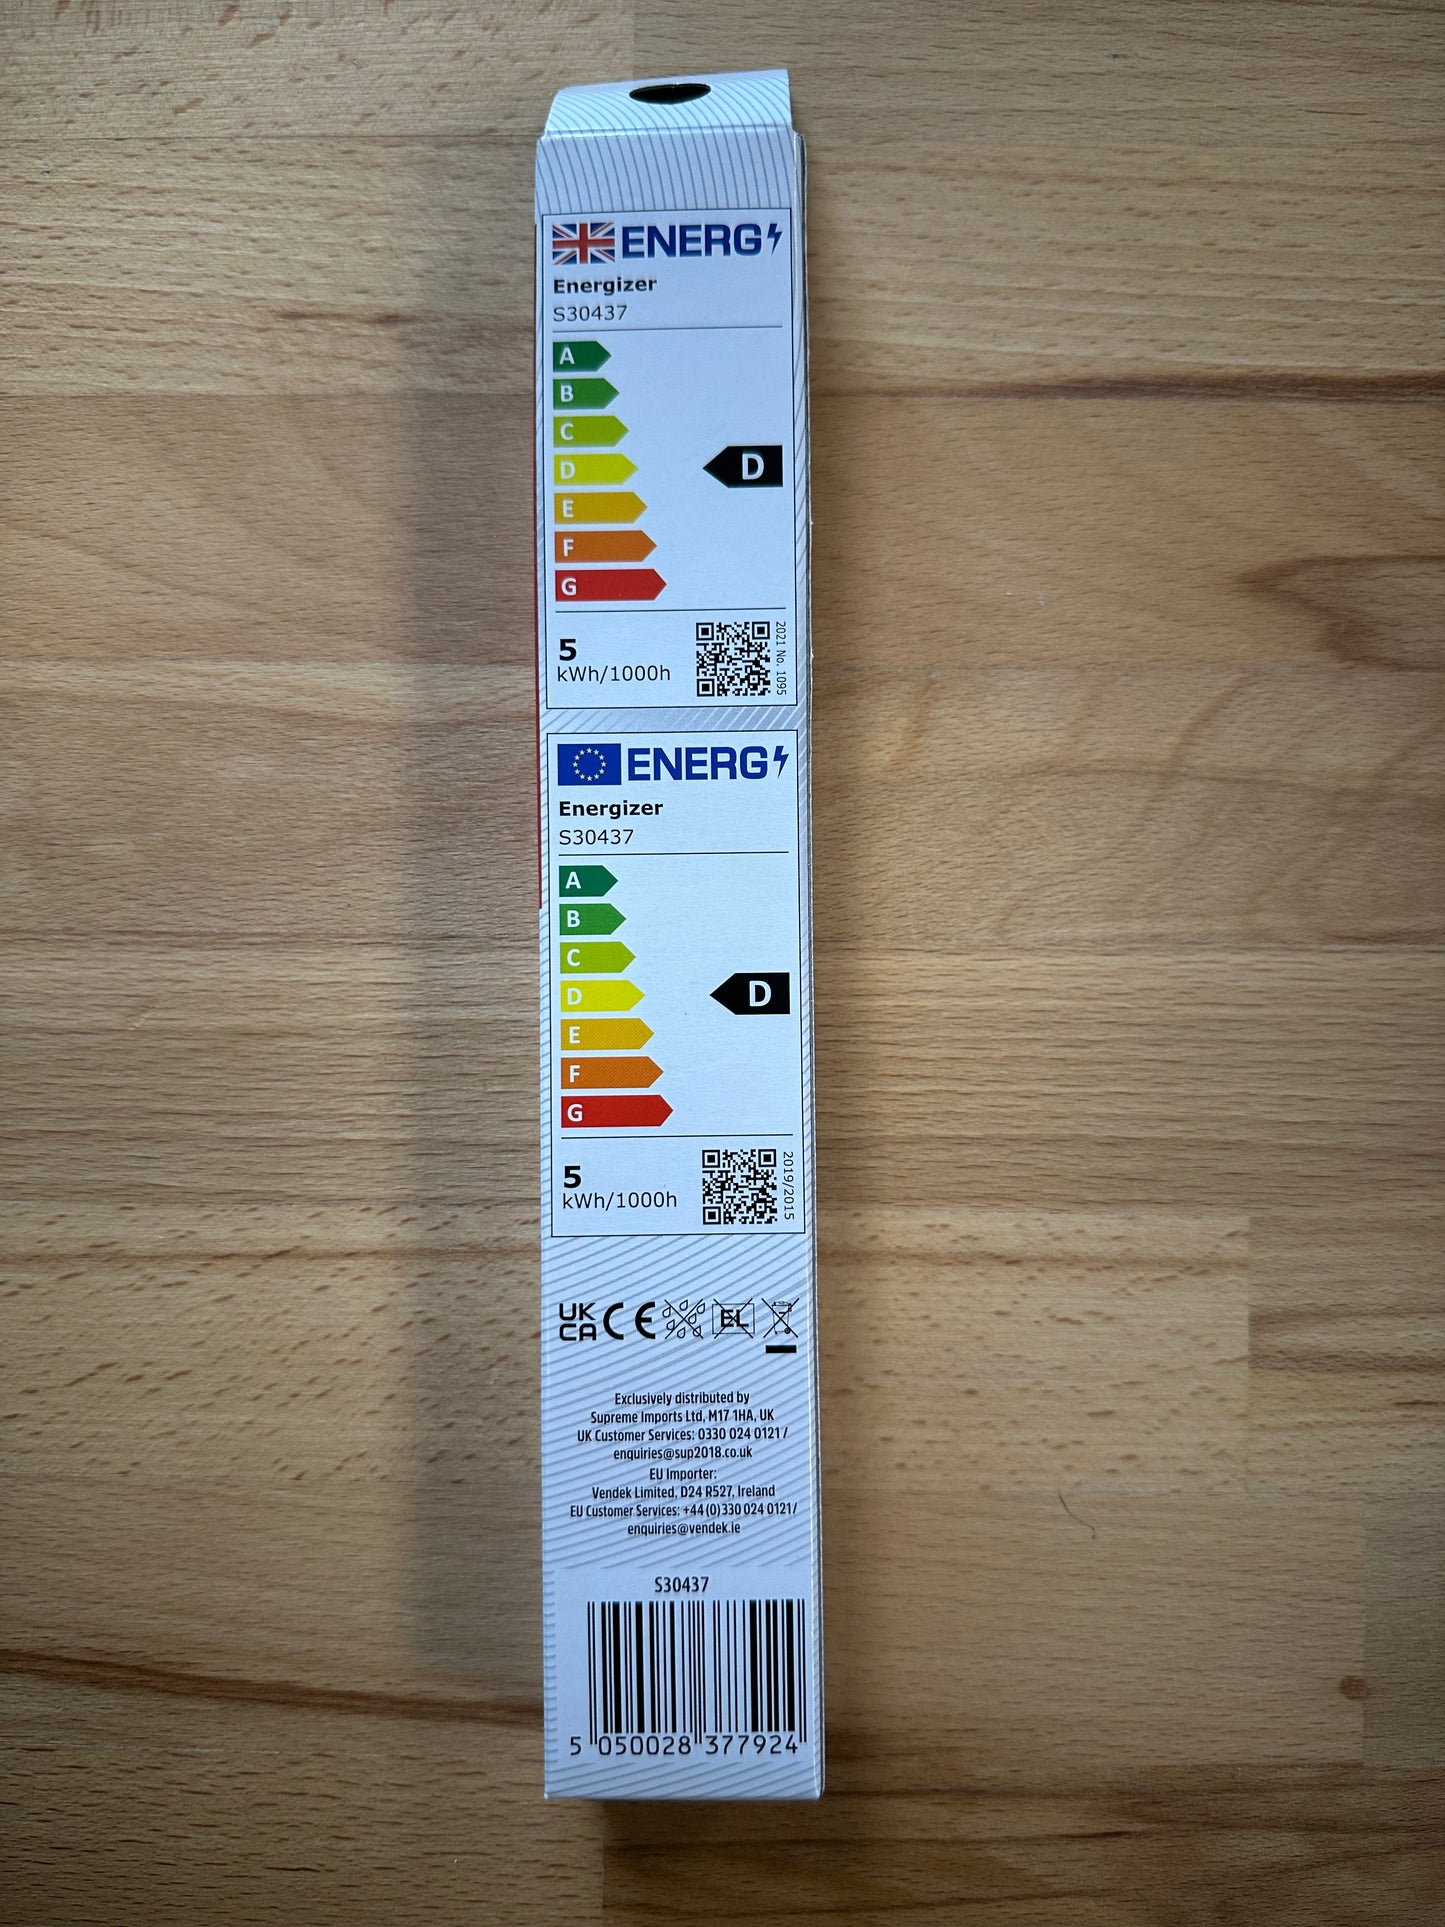 ENERG
Energizer
S30437
A
B
C
D
D
E
F
G
5
kWh/1000h
2021 No. 1095
ENERG
Energizer
S30437
A
B
C
D
D
E
F
G
5
kWh/1000h
2019/2015
UK
CA CE EL
Exclusively distributed by
Supreme Imports Ltd, M17 1HA, UK
UK Customer Services: 0330 024 0121 /
enquiries@sup2018.co.uk
EU Importer:
Vendek Limited, D24 R527, Ireland
EU Customer Services: +44 (0) 330 024 0121/
enquiries@vendek.ie
S30437
5 050028 377924